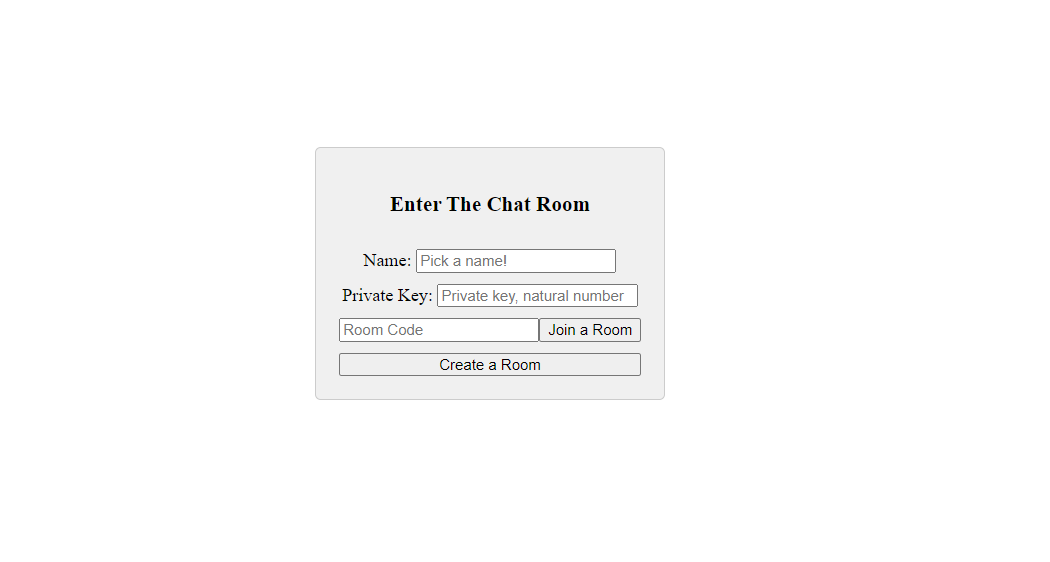 Enter The Chat Room
Name: Pick a name!
Private Key: Private key, natural number
Room Code Join a Room
Create a Room